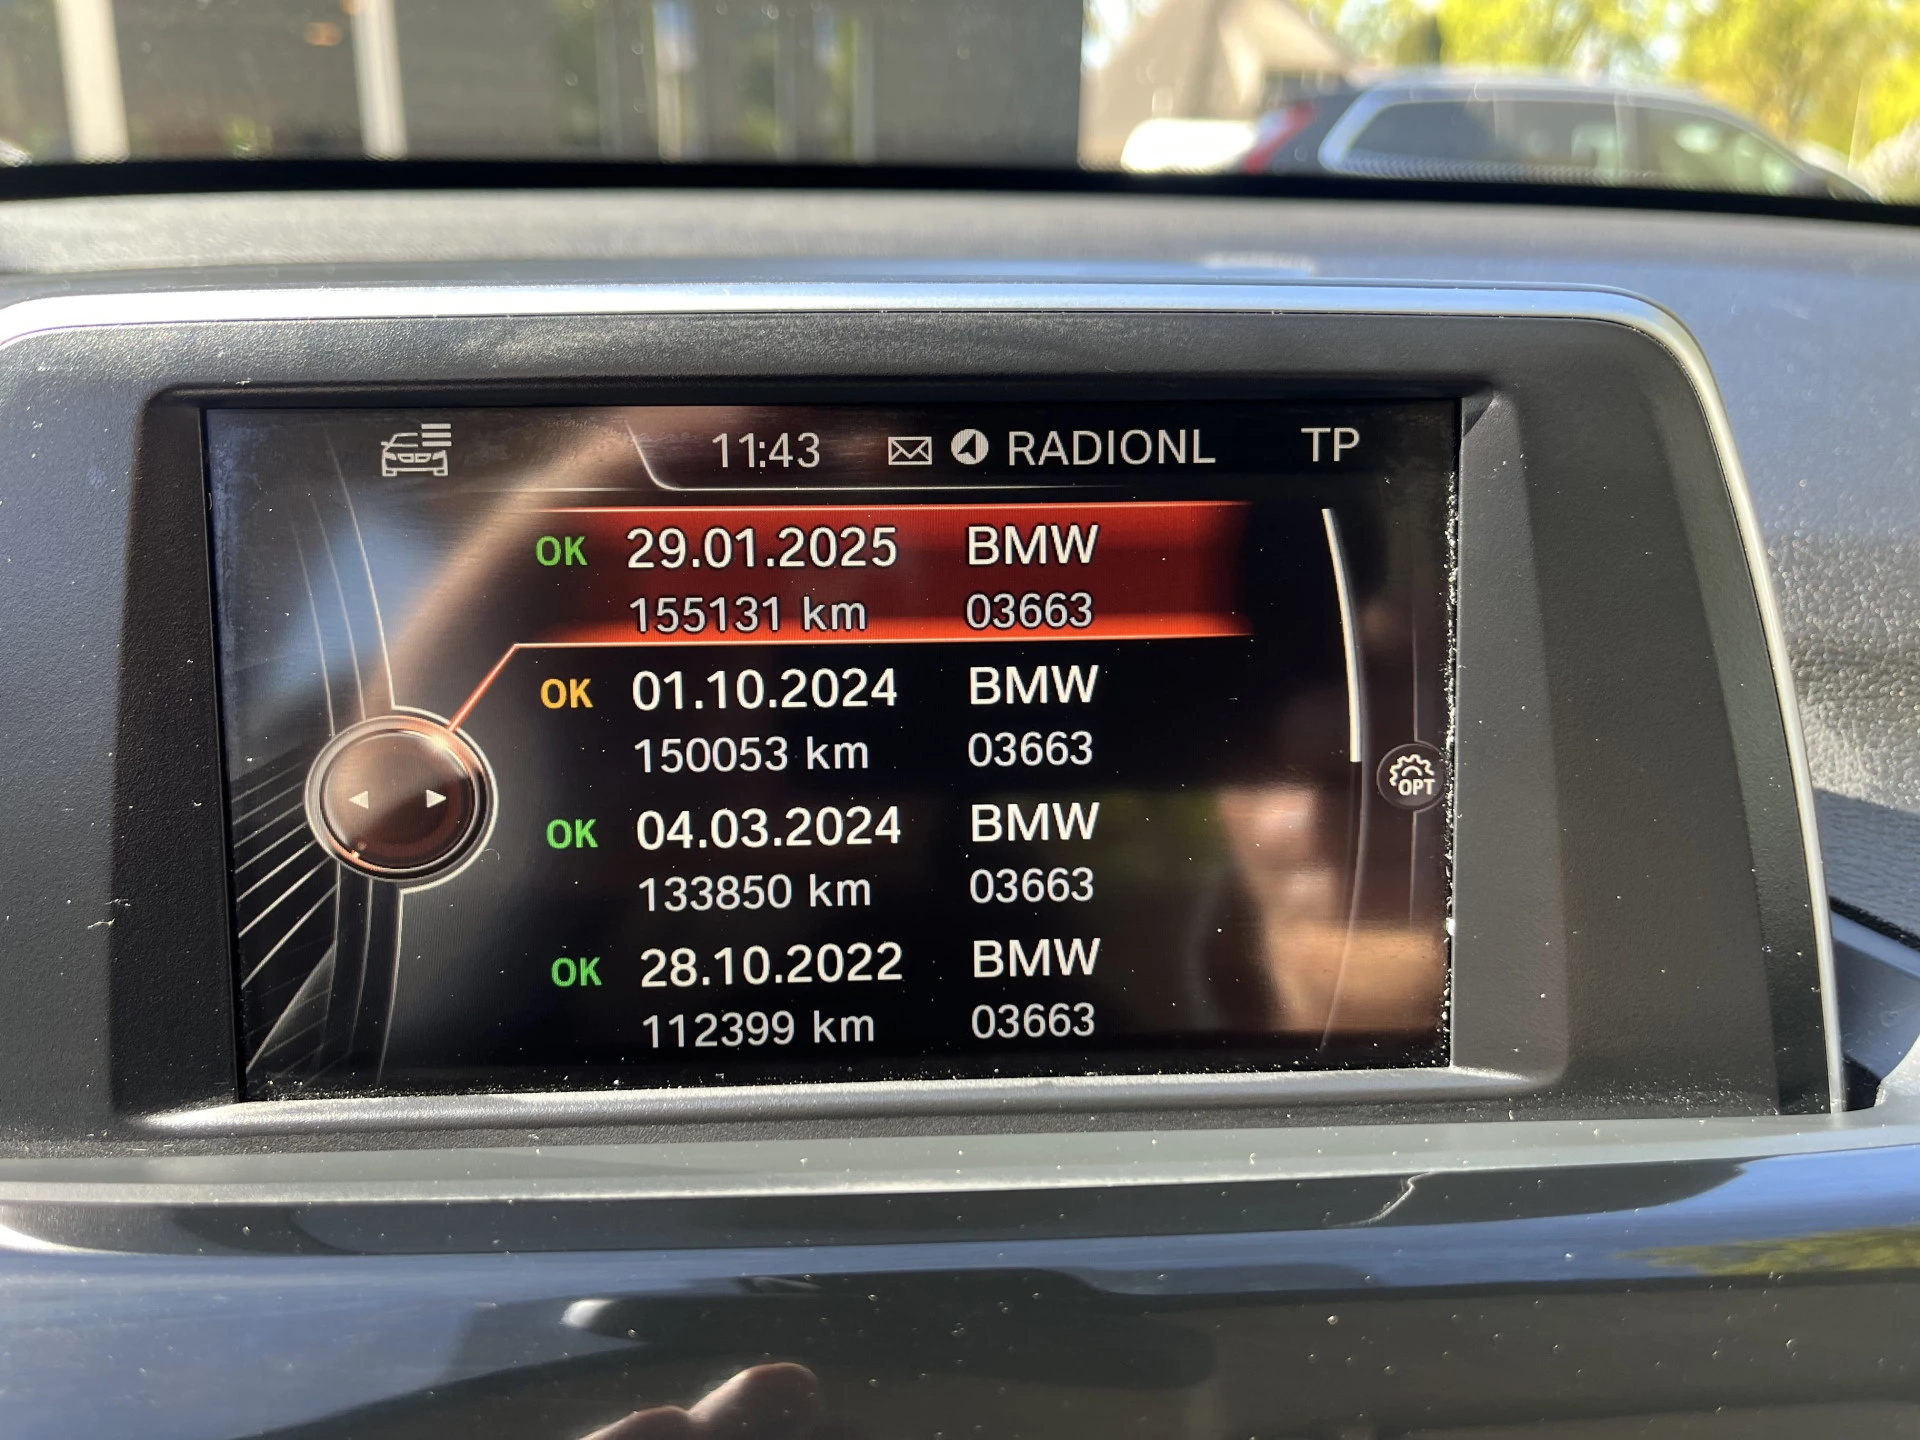 11:43 RADIONL TP
OK 29.01.2025 BMW
155131 km 03663
OK 01.10.2024 BMW
150053 km 03663
OPT
OK 04.03.2024 BMW
133850 km 03663
OK 28.10.2022 BMW
112399 km 03663